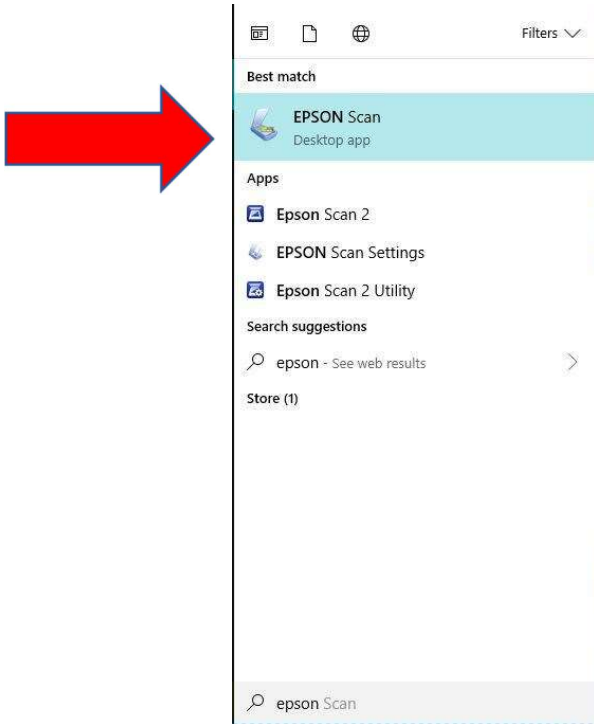 Filters
Best match
EPSON Scan
Desktop app
Apps
Epson Scan 2
EPSON Scan Settings
Epson Scan 2 Utility
Search suggestions
epson - See web results
Store (1)
epson Scan